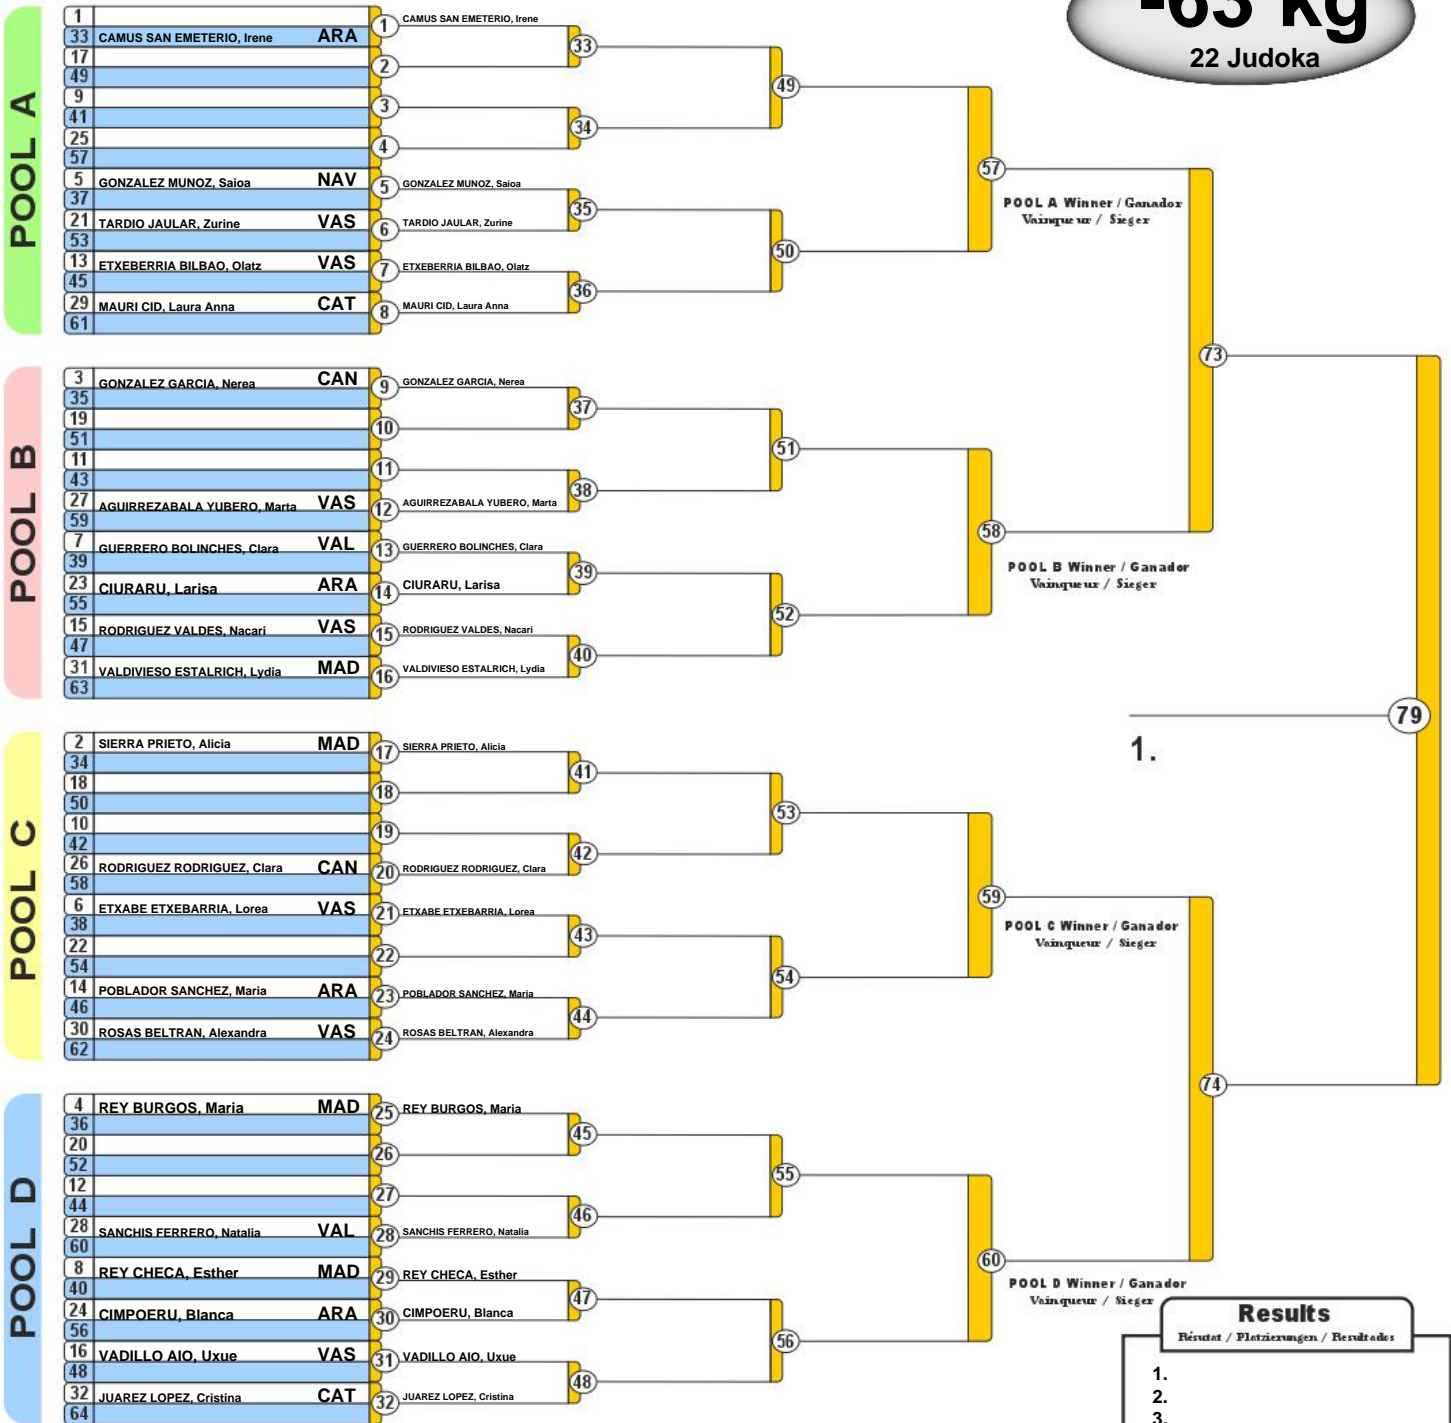 -63 kg
22 Judoka
POOL A
1
33 CAMUS SAN EMETERIO, Irene ARA
17
49
9
41
25
57
5 GONZALEZ MUNOZ, Saioa NAV
37
21 TARDIO JAULAR, Zurine VAS
53
13 ETXEBERRIA BILBAO, Olatz VAS
45
29 MAURI CID, Laura Anna CAT
61
1 CAMUS SAN EMETERIO, Irene
2
3
4
5 GONZALEZ MUNOZ, Saioa
6 TARDIO JAULAR, Zurine
7 ETXEBERRIA BILBAO, Olatz
8 MAURI CID, Laura Anna
33
34
35
36
49
50
57
POOL A Winner / Ganador
Vainqueur / Sieger
POOL B
3 GONZALEZ GARCIA, Nerea CAN
35
19
51
11
43
27 AGUIRREZABALA YUBERO, Marta VAS
59
7 GUERRERO BOLINCHES, Clara VAL
39
23 CIURARU, Larisa ARA
55
15 RODRIGUEZ VALDES, Nacari VAS
47
31 VALDIVIESO ESTALRICH, Lydia MAD
63
9 GONZALEZ GARCIA, Nerea
10
11
12 AGUIRREZABALA YUBERO, Marta
13 GUERRERO BOLINCHES, Clara
14 CIURARU, Larisa
15 RODRIGUEZ VALDES, Nacari
16 VALDIVIESO ESTALRICH, Lydia
37
38
39
40
51
52
58
POOL B Winner / Ganador
Vainqueur / Sieger
73
POOL C
2 SIERRA PRIETO, Alicia MAD
34
18
50
10
42
26 RODRIGUEZ RODRIGUEZ, Clara CAN
58
6 ETXABE ETXEBARRIA, Lorea VAS
38
22
54
14 POBLADOR SANCHEZ, Maria ARA
46
30 ROSAS BELTRAN, Alexandra VAS
62
17 SIERRA PRIETO, Alicia
18
19
20 RODRIGUEZ RODRIGUEZ, Clara
21 ETXABE ETXEBARRIA, Lorea
22
23 POBLADOR SANCHEZ, Maria
24 ROSAS BELTRAN, Alexandra
41
42
43
44
53
54
59
POOL C Winner / Ganador
Vainqueur / Sieger
79
1.
POOL D
4 REY BURGOS, Maria MAD
36
20
52
12
44
28 SANCHIS FERRERO, Natalia VAL
60
8 REY CHECA, Esther MAD
40
24 CIMPOERU, Blanca ARA
56
16 VADILLO AIO, Uxue VAS
48
32 JUAREZ LOPEZ, Cristina CAT
64
25 REY BURGOS, Maria
26
27
28 SANCHIS FERRERO, Natalia
29 REY CHECA, Esther
30 CIMPOERU, Blanca
31 VADILLO AIO, Uxue
32 JUAREZ LOPEZ, Cristina
45
46
47
48
55
56
60
POOL D Winner / Ganador
Vainqueur / Sieger
74
Results
Résutat / Platzierungen / Resultados
1.
2.
3.